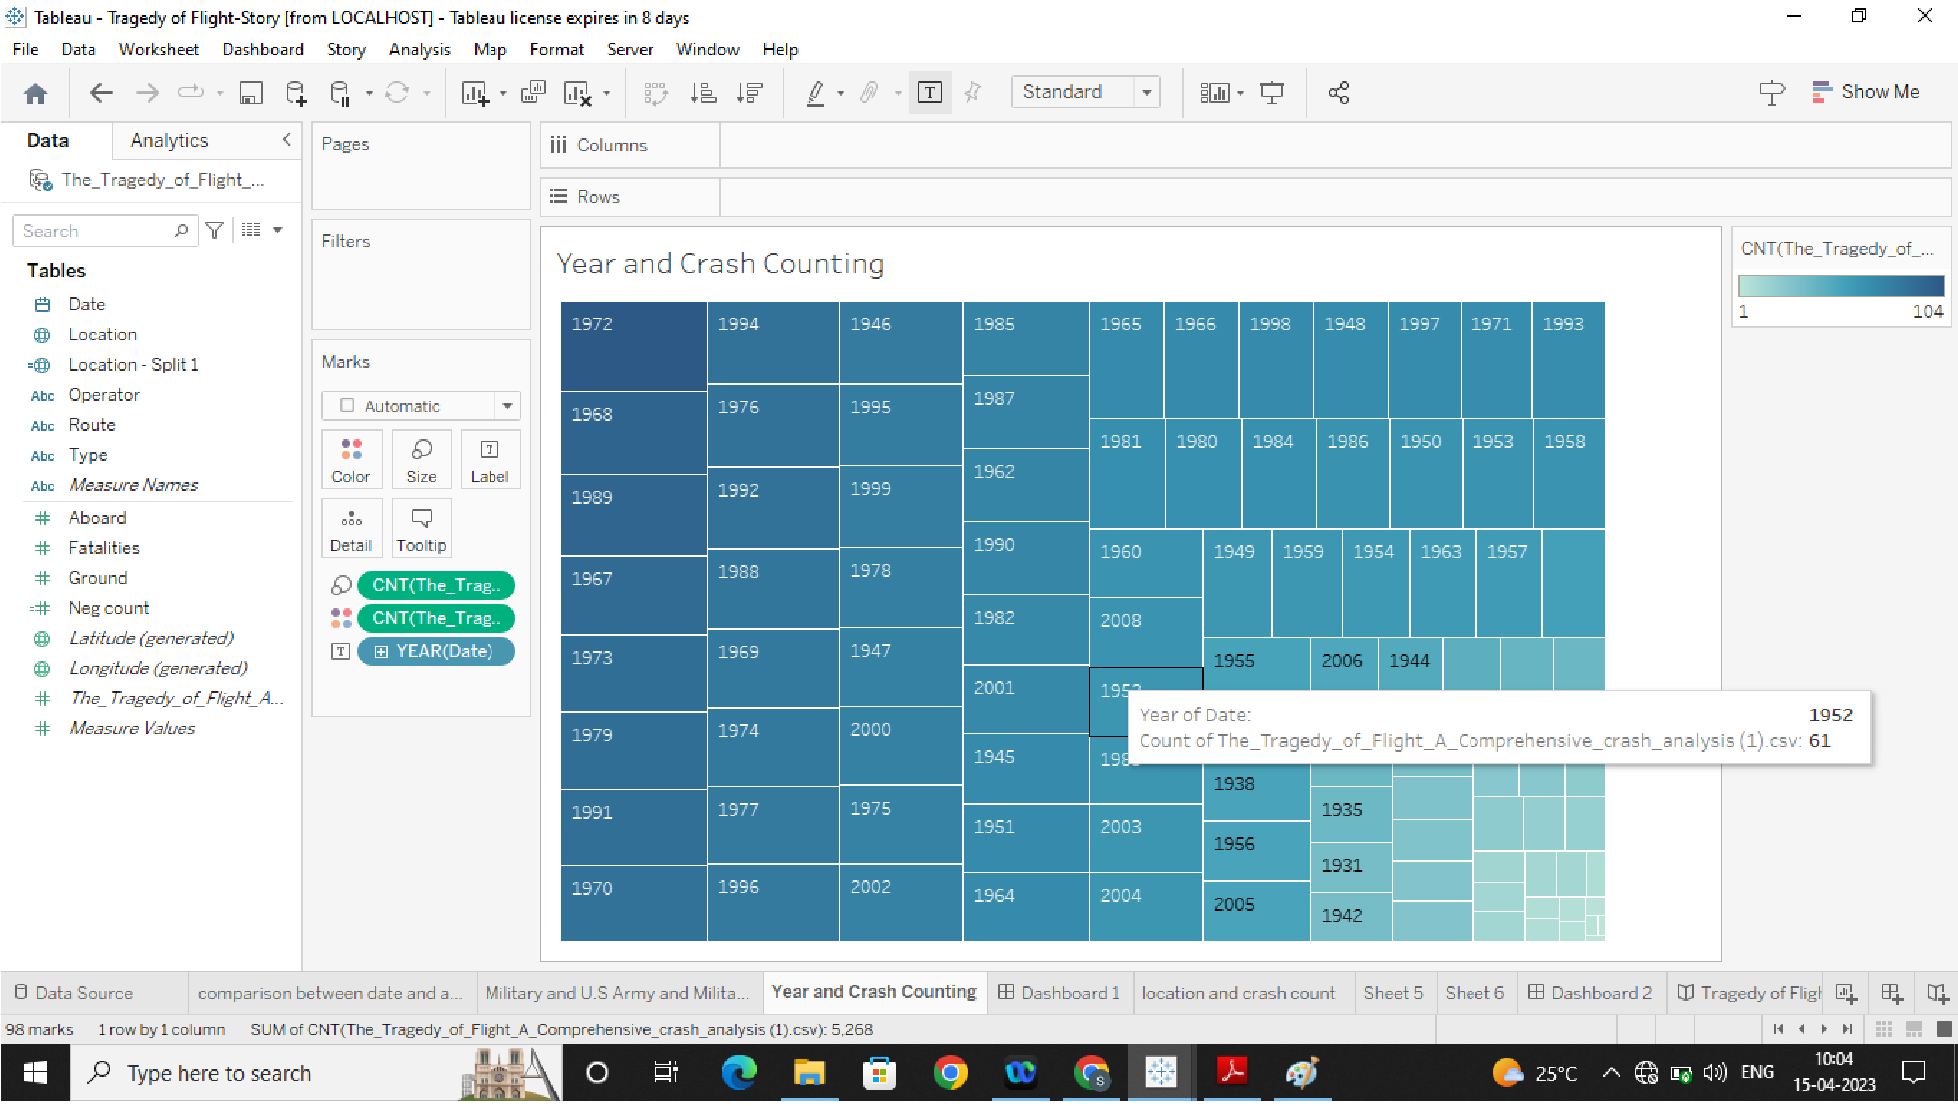 Tableau - Tragedy of Flight-Story [from LOCALHOST] - Tableau license expires in 8 days
File Data Worksheet Dashboard Story Analysis Map Format Server Window Help
Standard
Show Me
Data Analytics
The_Tragedy_of_Flight_...
Search
Tables
Date
Location
Location - Split 1
Abc Operator
Abc Route
Abc Type
Abc Measure Names
Aboard
Fatalities
Ground
Neg count
Latitude (generated)
Longitude (generated)
The_Tragedy_of_Flight_A...
Measure Values
Pages
Filters
Marks
Automatic
Color Size Label
Detail Tooltip
CNT(The_Trag..
CNT(The_Trag..
YEAR(Date)
Columns
Rows
Year and Crash Counting
1972
1968
1989
1967
1973
1979
1991
1970
1994
1976
1992
1988
1969
1974
1977
1996
1946
1995
1999
1978
1947
2000
1975
2002
1985
1987
1962
1990
1982
2001
1945
1951
1964
1965 1966 1998 1948 1997 1971 1993
1981 1980 1984 1986 1950 1953 1958
1960
2008
1952
2003
2004
1949 1959 1954 1963 1957
1955 2006 1944
Year of Date: 1952
Count of The_Tragedy_of_Flight_A_Comprehensive_crash_analysis (1).csv: 61
1938
1956
2005
1935
1931
1942
CNT(The_Tragedy_of_...
1 104
Data Source comparison between date and a... Military and U.S Army and Milita... Year and Crash Counting Dashboard 1 location and crash count Sheet 5 Sheet 6 Dashboard 2 Tragedy of Fligh
98 marks 1 row by 1 column SUM of CNT(The_Tragedy_of_Flight_A_Comprehensive_crash_analysis (1).csv): 5,268
Type here to search
25°C
ENG
10:04
15-04-2023